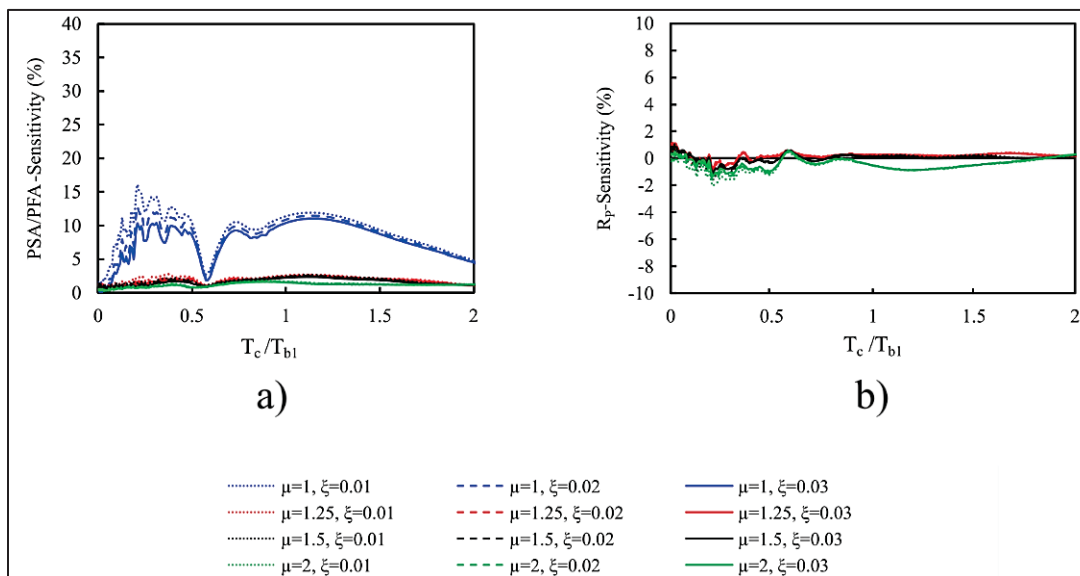 PSA/PFA -Sensitivity (%)
40
35
30
25
20
15
10
5
0
0
0.5
1
1.5
2
Tc /Tb1
a)
RP-Sensitivity (%)
10
8
6
4
2
0
-2
-4
-6
-8
-10
0
0.5
1
1.5
2
Tc /Tb1
b)
μ=1, ξ=0.01
μ=1, ξ=0.02
μ=1, ξ=0.03
μ=1.25, ξ=0.01
μ=1.25, ξ=0.02
μ=1.25, ξ=0.03
μ=1.5, ξ=0.01
μ=1.5, ξ=0.02
μ=1.5, ξ=0.03
μ=2, ξ=0.01
μ=2, ξ=0.02
μ=2, ξ=0.03